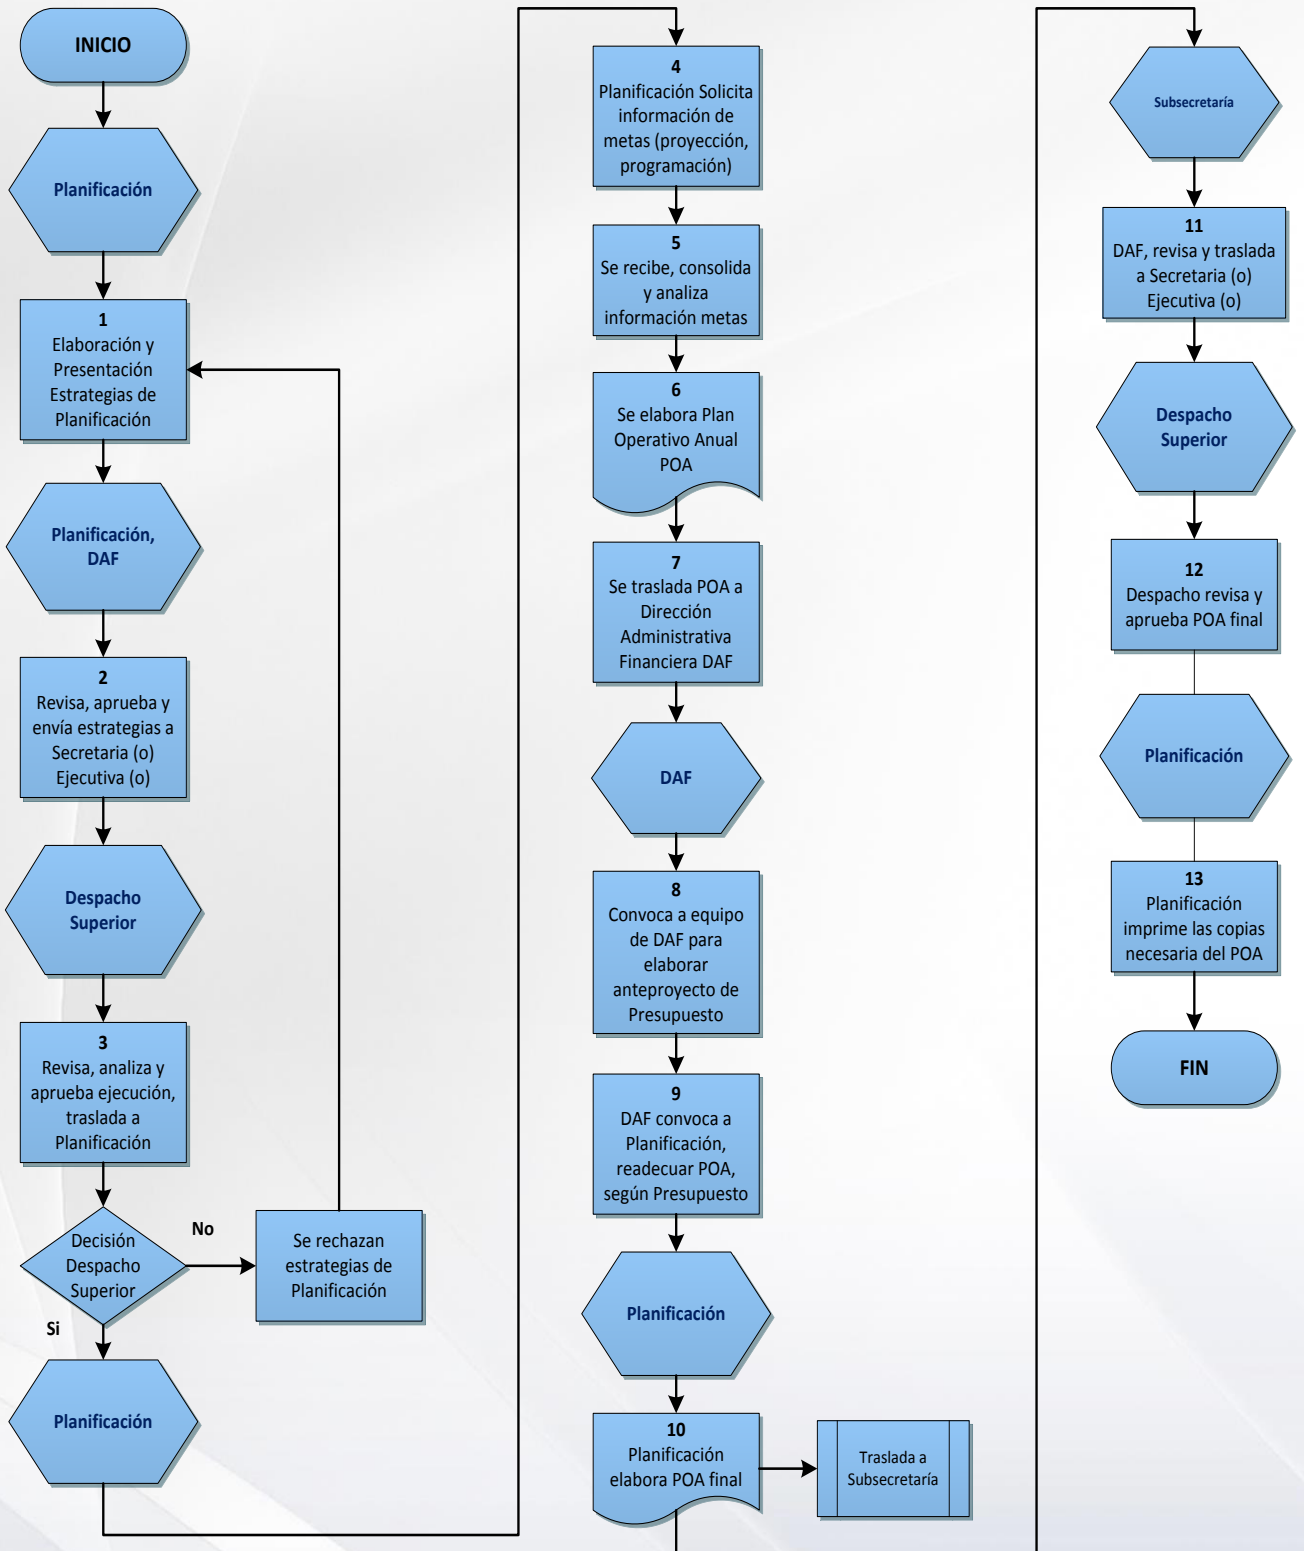 INICIO
Planificación
1
Elaboración y
Presentación
Estrategias de
Planificación
Planificación,
DAF
2
Revisa, aprueba y
envía estrategias a
Secretaria (o)
Ejecutiva (o)
Despacho
Superior
3
Revisa, analiza y
aprueba ejecución,
traslada a
Planificación
Decisión
Despacho
Superior
No
Se rechazan
estrategias de
Planificación
Si
Planificación
4
Planificación Solicita
información de
metas (proyección,
programación)
5
Se recibe, consolida
y analiza
información metas
6
Se elabora Plan
Operativo Anual
POA
7
Se traslada POA a
Dirección
Administrativa
Financiera DAF
DAF
8
Convoca a equipo
de DAF para
elaborar
anteproyecto de
Presupuesto
9
DAF convoca a
Planificación,
readecuar POA,
según Presupuesto
Planificación
10
Planificación
elabora POA final
Traslada a
Subsecretaría
Subsecretaría
11
DAF, revisa y traslada
a Secretaria (o)
Ejecutiva (o)
Despacho
Superior
12
Despacho revisa y
aprueba POA final
Planificación
13
Planificación
imprime las copias
necesaria del POA
FIN